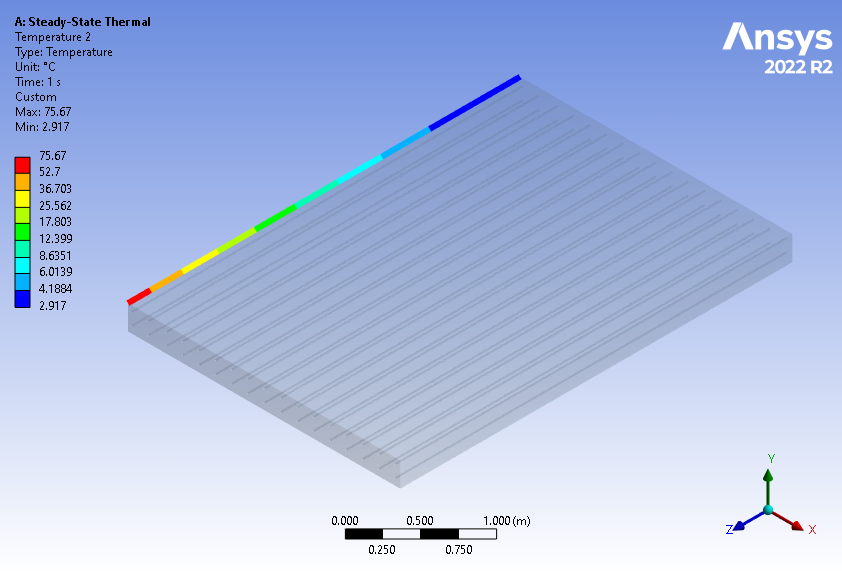 A: Steady-State Thermal
Temperature 2
Type: Temperature
Unit: °C
Time: 1 s
Custom
Max: 75.67
Min: 2.917
Ansys
2022 R2
75.67
52.7
36.703
25.562
17.803
12.399
8.6351
6.0139
4.1884
2.917
0.000 0.500 1.000 (m)
0.250 0.750
Y
Z X